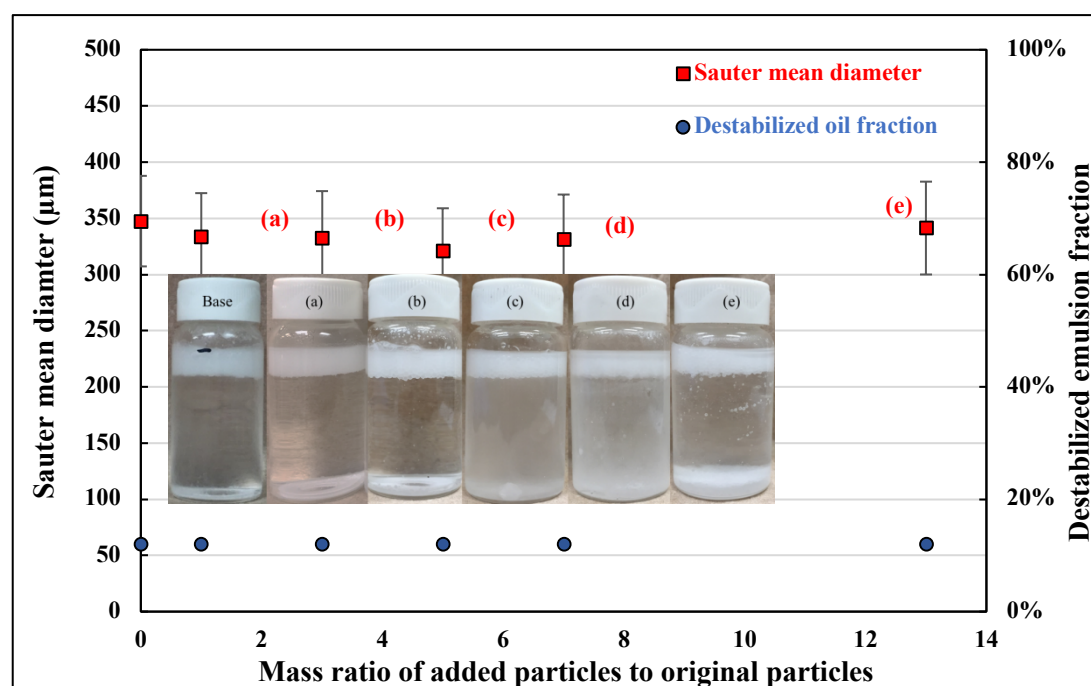 500
450
400
350
300
250
200
150
100
50
0
Sauter mean diamter (μm)
100%
80%
60%
40%
20%
0%
Destabilized emulsion fraction
Sauter mean diameter
Destabilized oil fraction
(a)
(b)
(c)
(d)
(e)
Base
(a)
(b)
(c)
(d)
(e)
0 2 4 6 8 10 12 14
Mass ratio of added particles to original particles